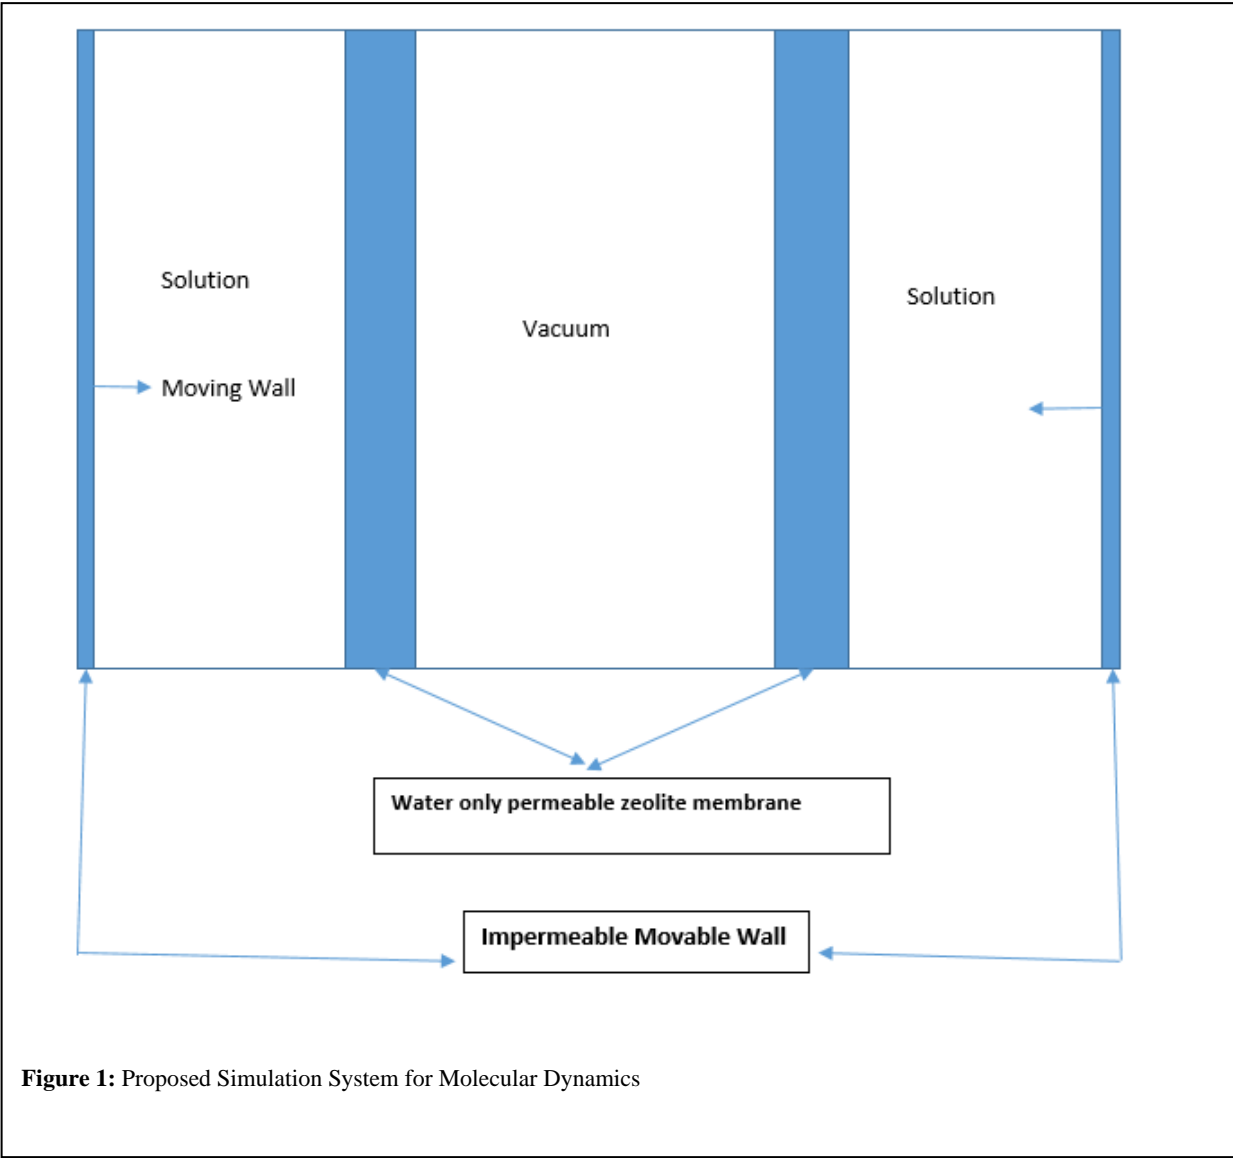 Solution
Solution
Vacuum
Moving Wall
Water only permeable zeolite membrane
Impermeable Movable Wall
Figure 1: Proposed Simulation System for Molecular Dynamics